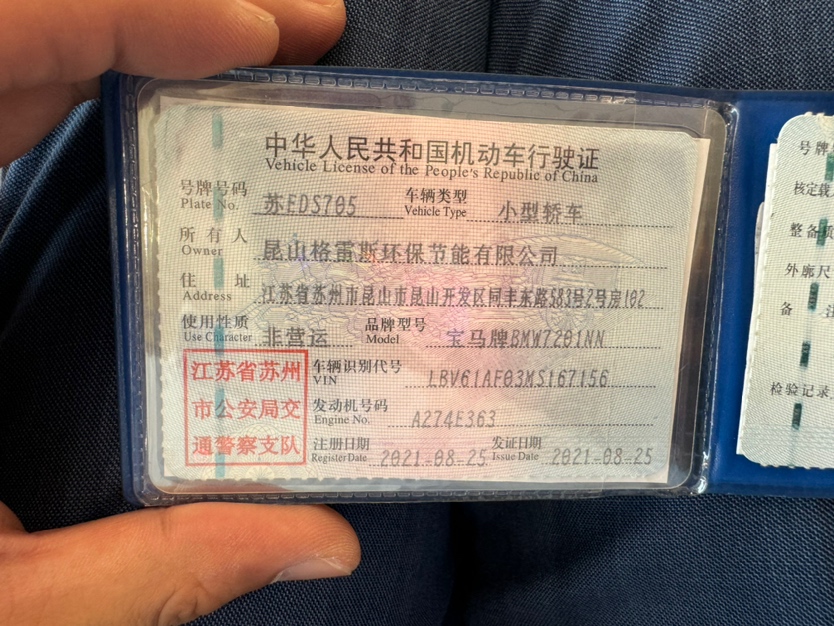 中华人民共和国机动车行驶证
Vehicle License of the People's Republic of China
号牌号码 苏EDS705 车辆类型 小型轿车
Plate No. Vehicle Type
所有人 昆山格雷斯环保节能有限公司
Owner
住址 江苏省苏州市昆山市昆山开发区同丰东路583号2号房102
Address
使用性质 非营运 品牌型号 宝马牌BMW7201NN
Use Character Model
江苏省苏州
市公安局交
通警察支队
车辆识别代号 LBV61AF03MS167156
VIN
发动机号码 A274E363
Engine No.
注册日期 2021-08-25 发证日期 2021-08-25
Register Date Issue Date
号牌
核定载
整备质
外廓尺
备 注
检验记录